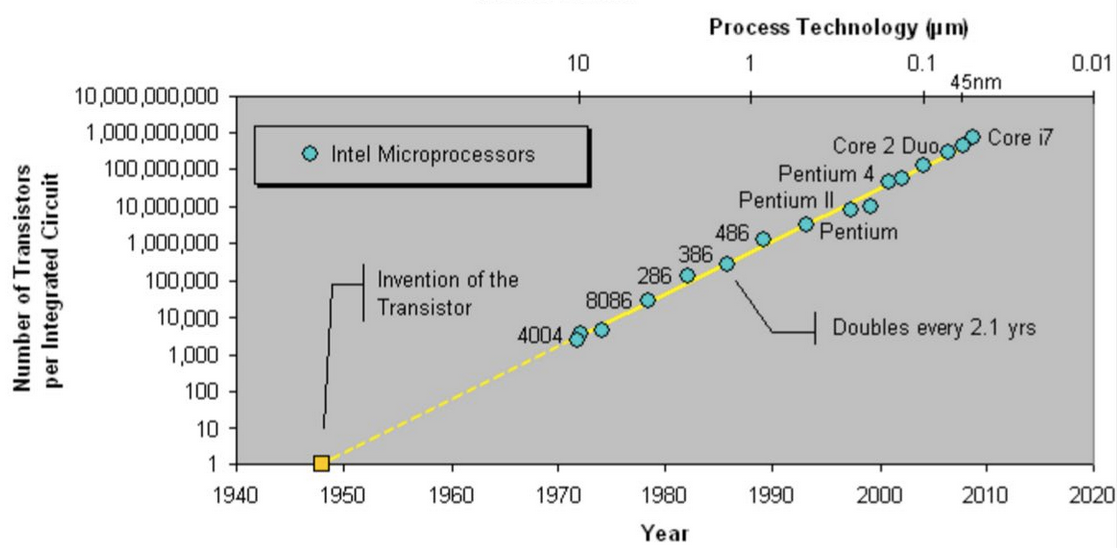 Process Technology (µm)
10 1 0.1 0.01
45nm
10,000,000,000
1,000,000,000
100,000,000
10,000,000
1,000,000
100,000
10,000
1,000
100
10
1
Number of Transistors
per Integrated Circuit
Intel Microprocessors
Core i7
Core 2 Duo
Pentium 4
Pentium II
Pentium
486
386
286
8086
4004
Invention of the
Transistor
Doubles every 2.1 yrs
1940 1950 1960 1970 1980 1990 2000 2010 2020
Year